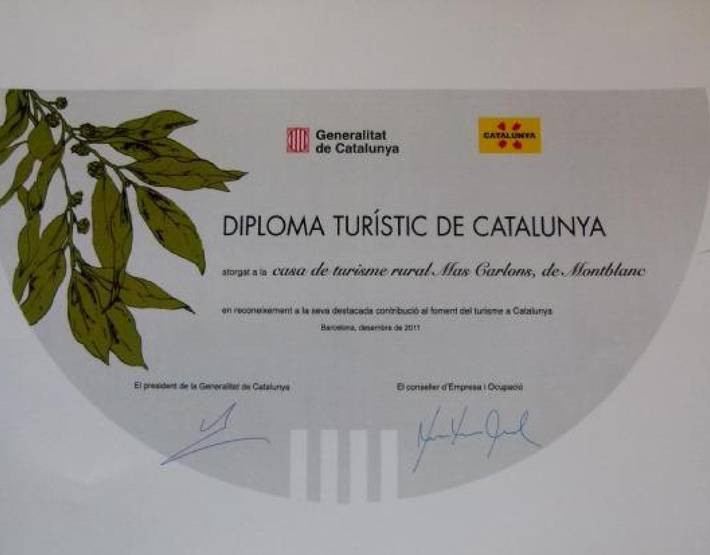 Generalitat
de Catalunya
CATALUNYA
DIPLOMA TURÍSTIC DE CATALUNYA
atorgat a la casa de turisme rural Mas Carlons, de Montblanc
en reconeixement a la seva destacada contribució al foment del turisme a Catalunya
Barcelona, desembre de 2011
El president de la Generalitat de Catalunya
El conseller d'Empresa i Ocupació